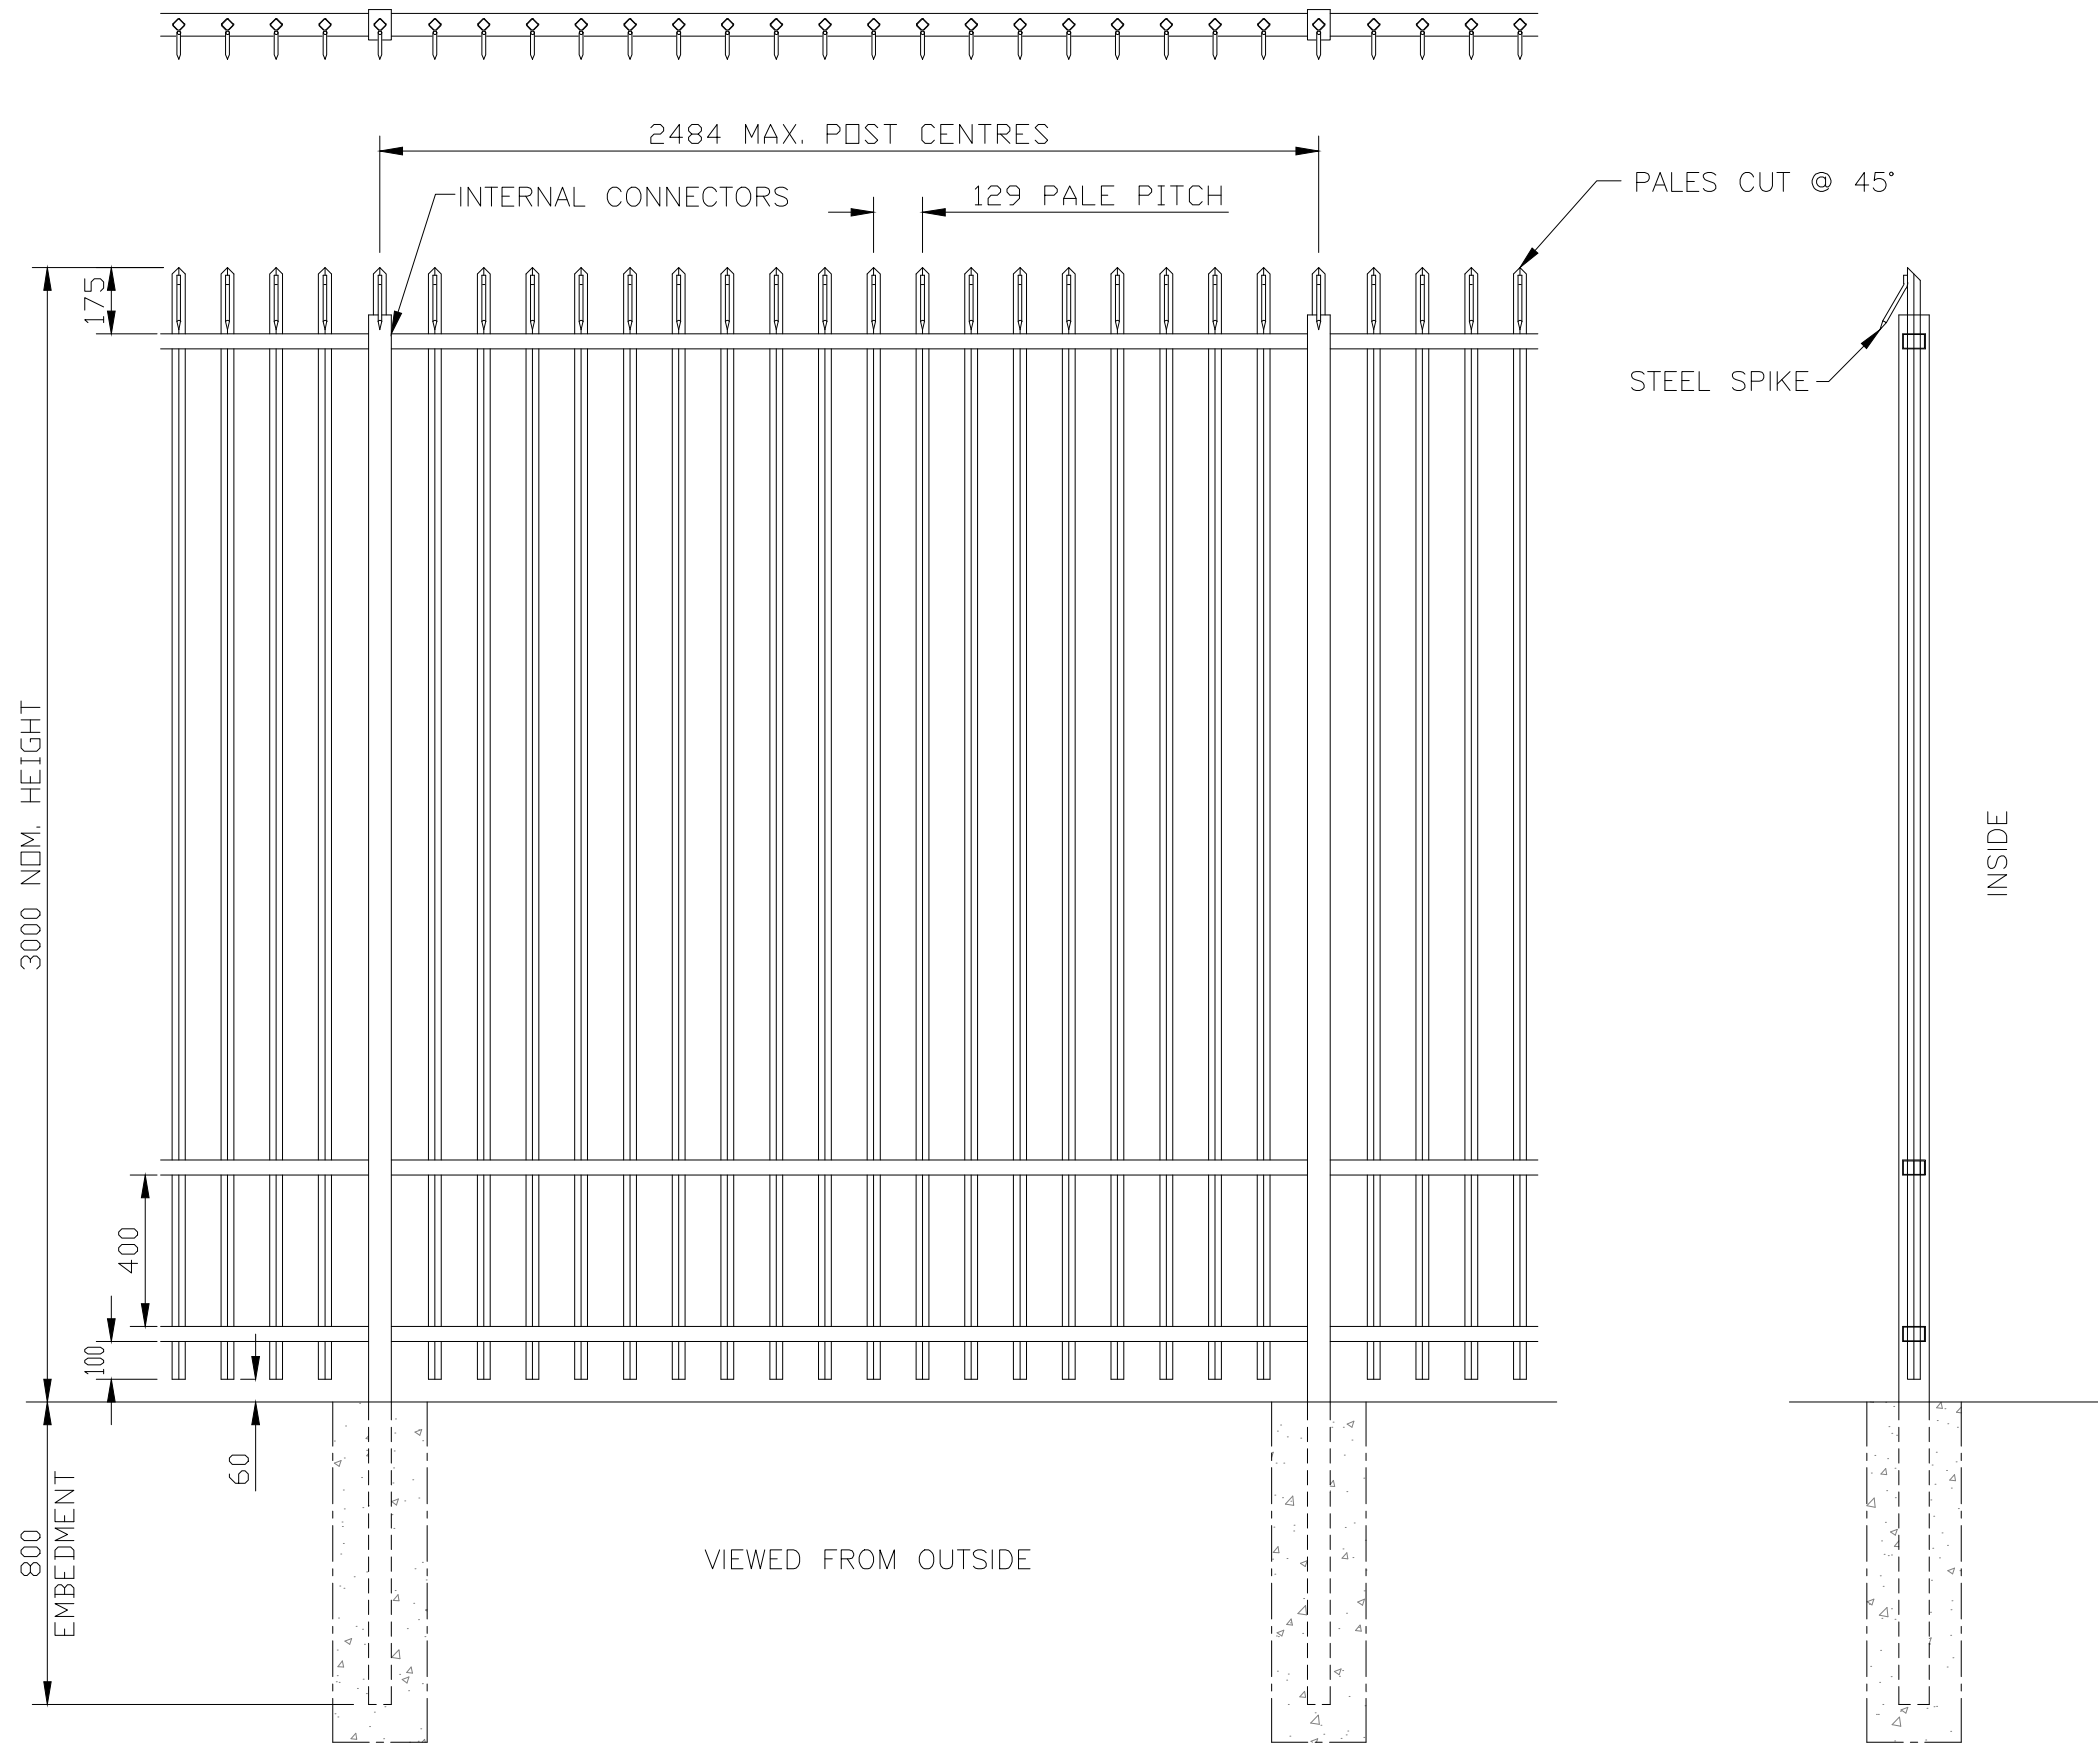 2484 MAX. POST CENTRES
INTERNAL CONNECTORS
129 PALE PITCH
PALES CUT @ 45°
175
STEEL SPIKE
3000 NOM. HEIGHT
INSIDE
400
100
60
800
EMBEDMENT
VIEWED FROM OUTSIDE